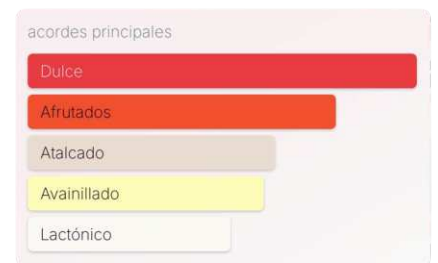 acordes principales
Dulce
Afrutados
Atalcado
Avainillado
Lactónico